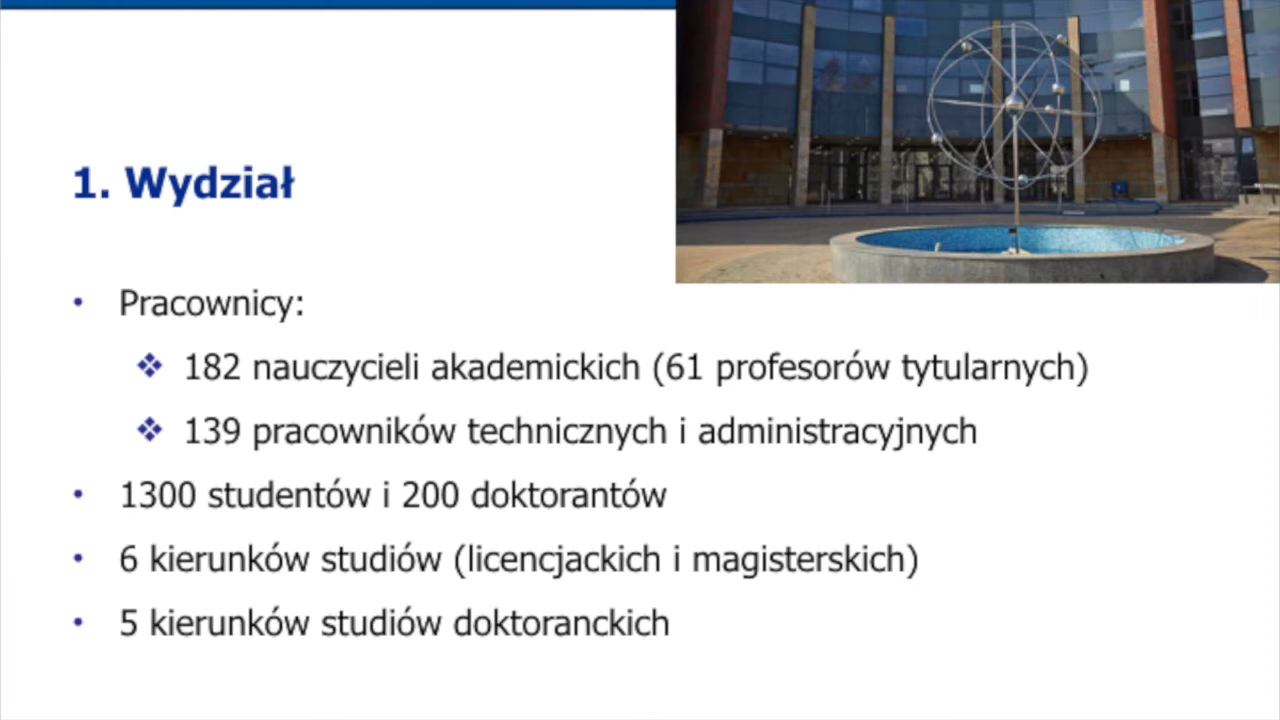 1. Wydział
• Pracownicy:
❖ 182 nauczycieli akademickich (61 profesorów tytularnych)
❖ 139 pracowników technicznych i administracyjnych
• 1300 studentów i 200 doktorantów
• 6 kierunków studiów (licencjackich i magisterskich)
• 5 kierunków studiów doktoranckich